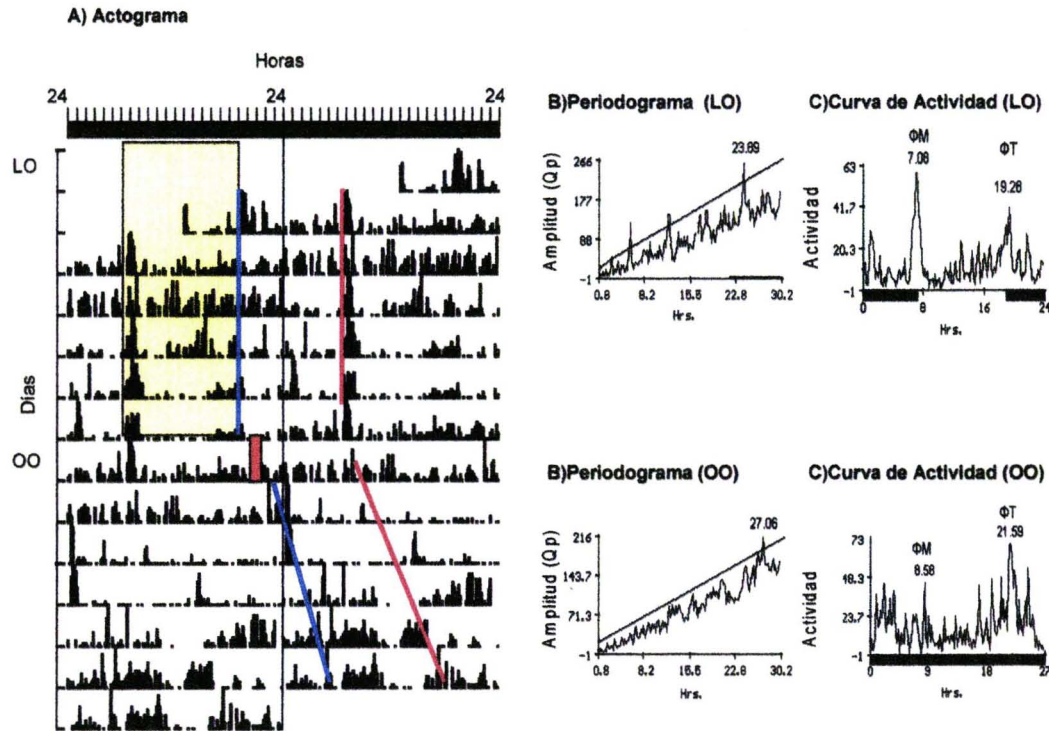 A) Actograma
Horas
24 24 24
LO
Días
OO
B)Periodograma (LO)
23.69
Amplitud (Qp)
266
177
88
-1
0.8 8.2 15.6 22.8 30.2
Hrs.
C)Curva de Actividad (LO)
ΦM
7.08
ΦT
19.26
Actividad
63
41.7
20.3
-1
0 8 16 24
Hrs.
B)Periodograma (OO)
27.06
Amplitud (Qp)
216
143.7
71.3
-1
0.8 8.2 15.6 22.8 30.2
Hrs.
C)Curva de Actividad (OO)
ΦT
21.59
ΦM
8.58
Actividad
73
48.3
23.7
-1
0 9 18 27
Hrs.